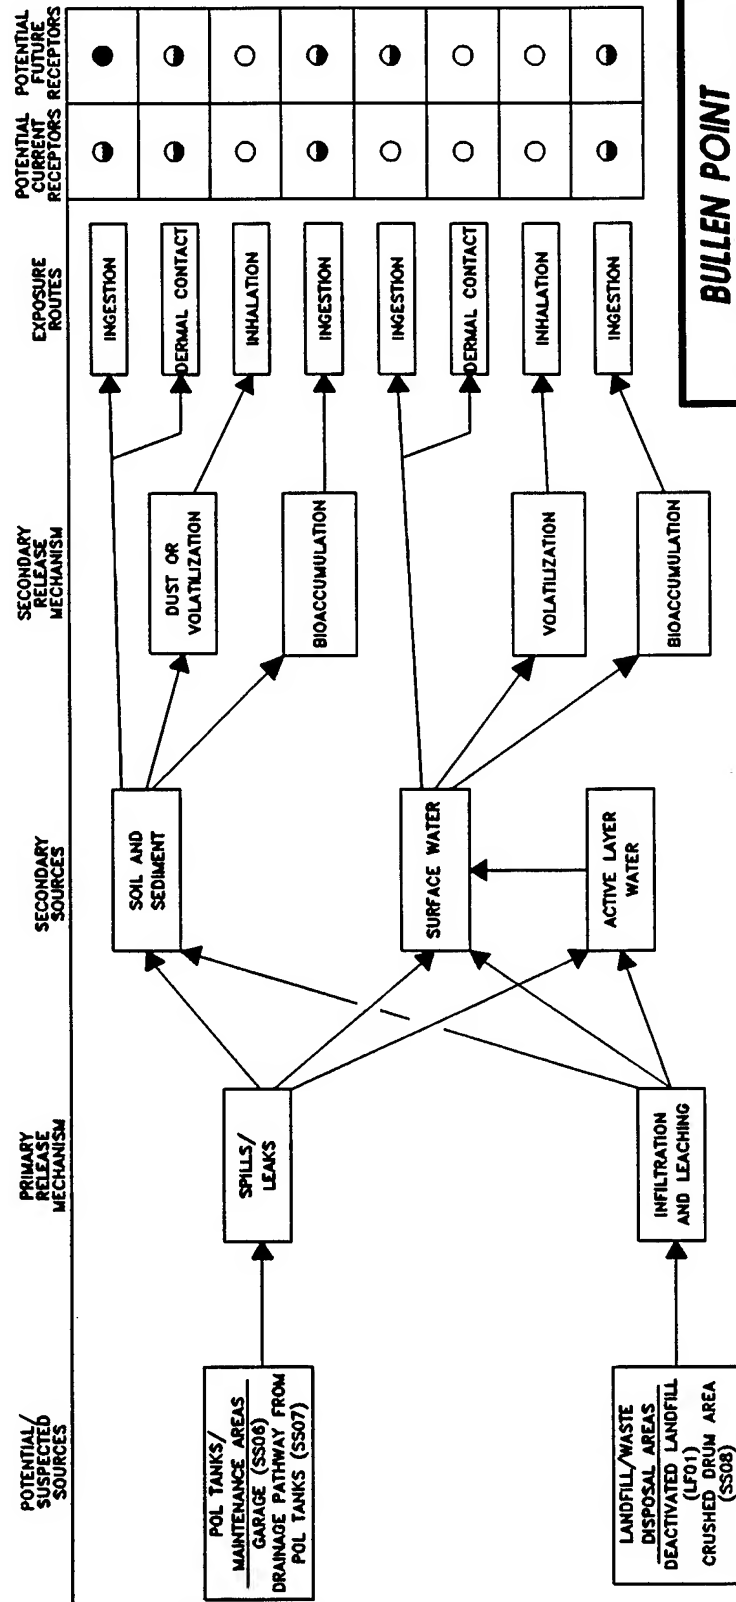 POTENTIAL/
SUSPECTED
SOURCES
PRIMARY
RELEASE
MECHANISM
SECONDARY
SOURCES
SECONDARY
RELEASE
MECHANISM
EXPOSURE
ROUTES
POTENTIAL
CURRENT
RECEPTORS
POTENTIAL
FUTURE
RECEPTORS
POL TANKS/
MAINTENANCE AREAS
GARAGE (SS06)
DRAINAGE PATHWAY FROM
POL TANKS (SS07)
LANDFILL/WASTE
DISPOSAL AREAS
DEACTIVATED LANDFILL
(LF01)
CRUSHED DRUM AREA
(SS08)
SPILLS/
LEAKS
INFILTRATION
AND LEACHING
SOIL AND
SEDIMENT
SURFACE WATER
ACTIVE LAYER
WATER
DUST OR
VOLATILIZATION
BIOACCUMULATION
VOLATILIZATION
BIOACCUMULATION
INGESTION
DERMAL CONTACT
INHALATION
INGESTION
INGESTION
DERMAL CONTACT
INHALATION
INGESTION
BULLEN POINT